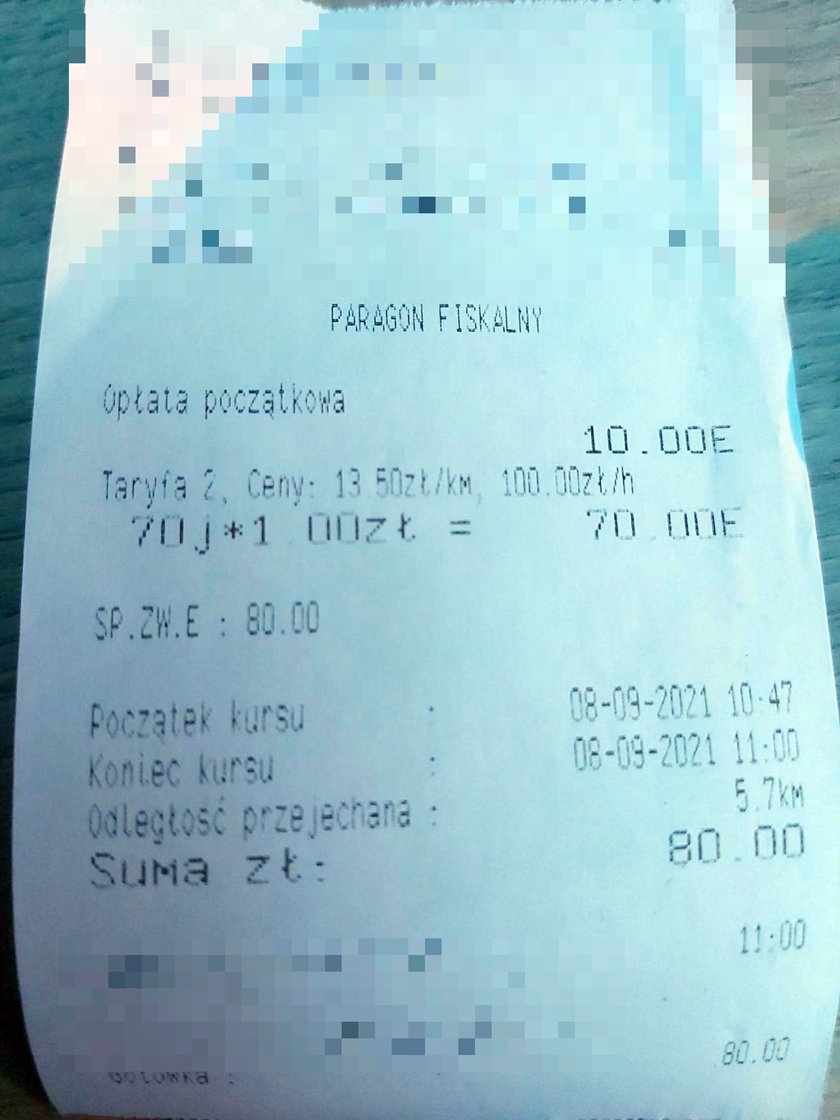 PARAGON FISKALNY
Opłata początkowa
10.00E
Taryfa 2, Ceny: 13.50zł/km, 100.00zł/h
70j*1.00zł = 70.00E
SP.ZW.E : 80.00
Początek kursu : 08-09-2021 10:47
Koniec kursu : 08-09-2021 11:00
Odległość przejechana : 5.7km
Suma zł: 80.00
11:00
Gotówka : 80.00